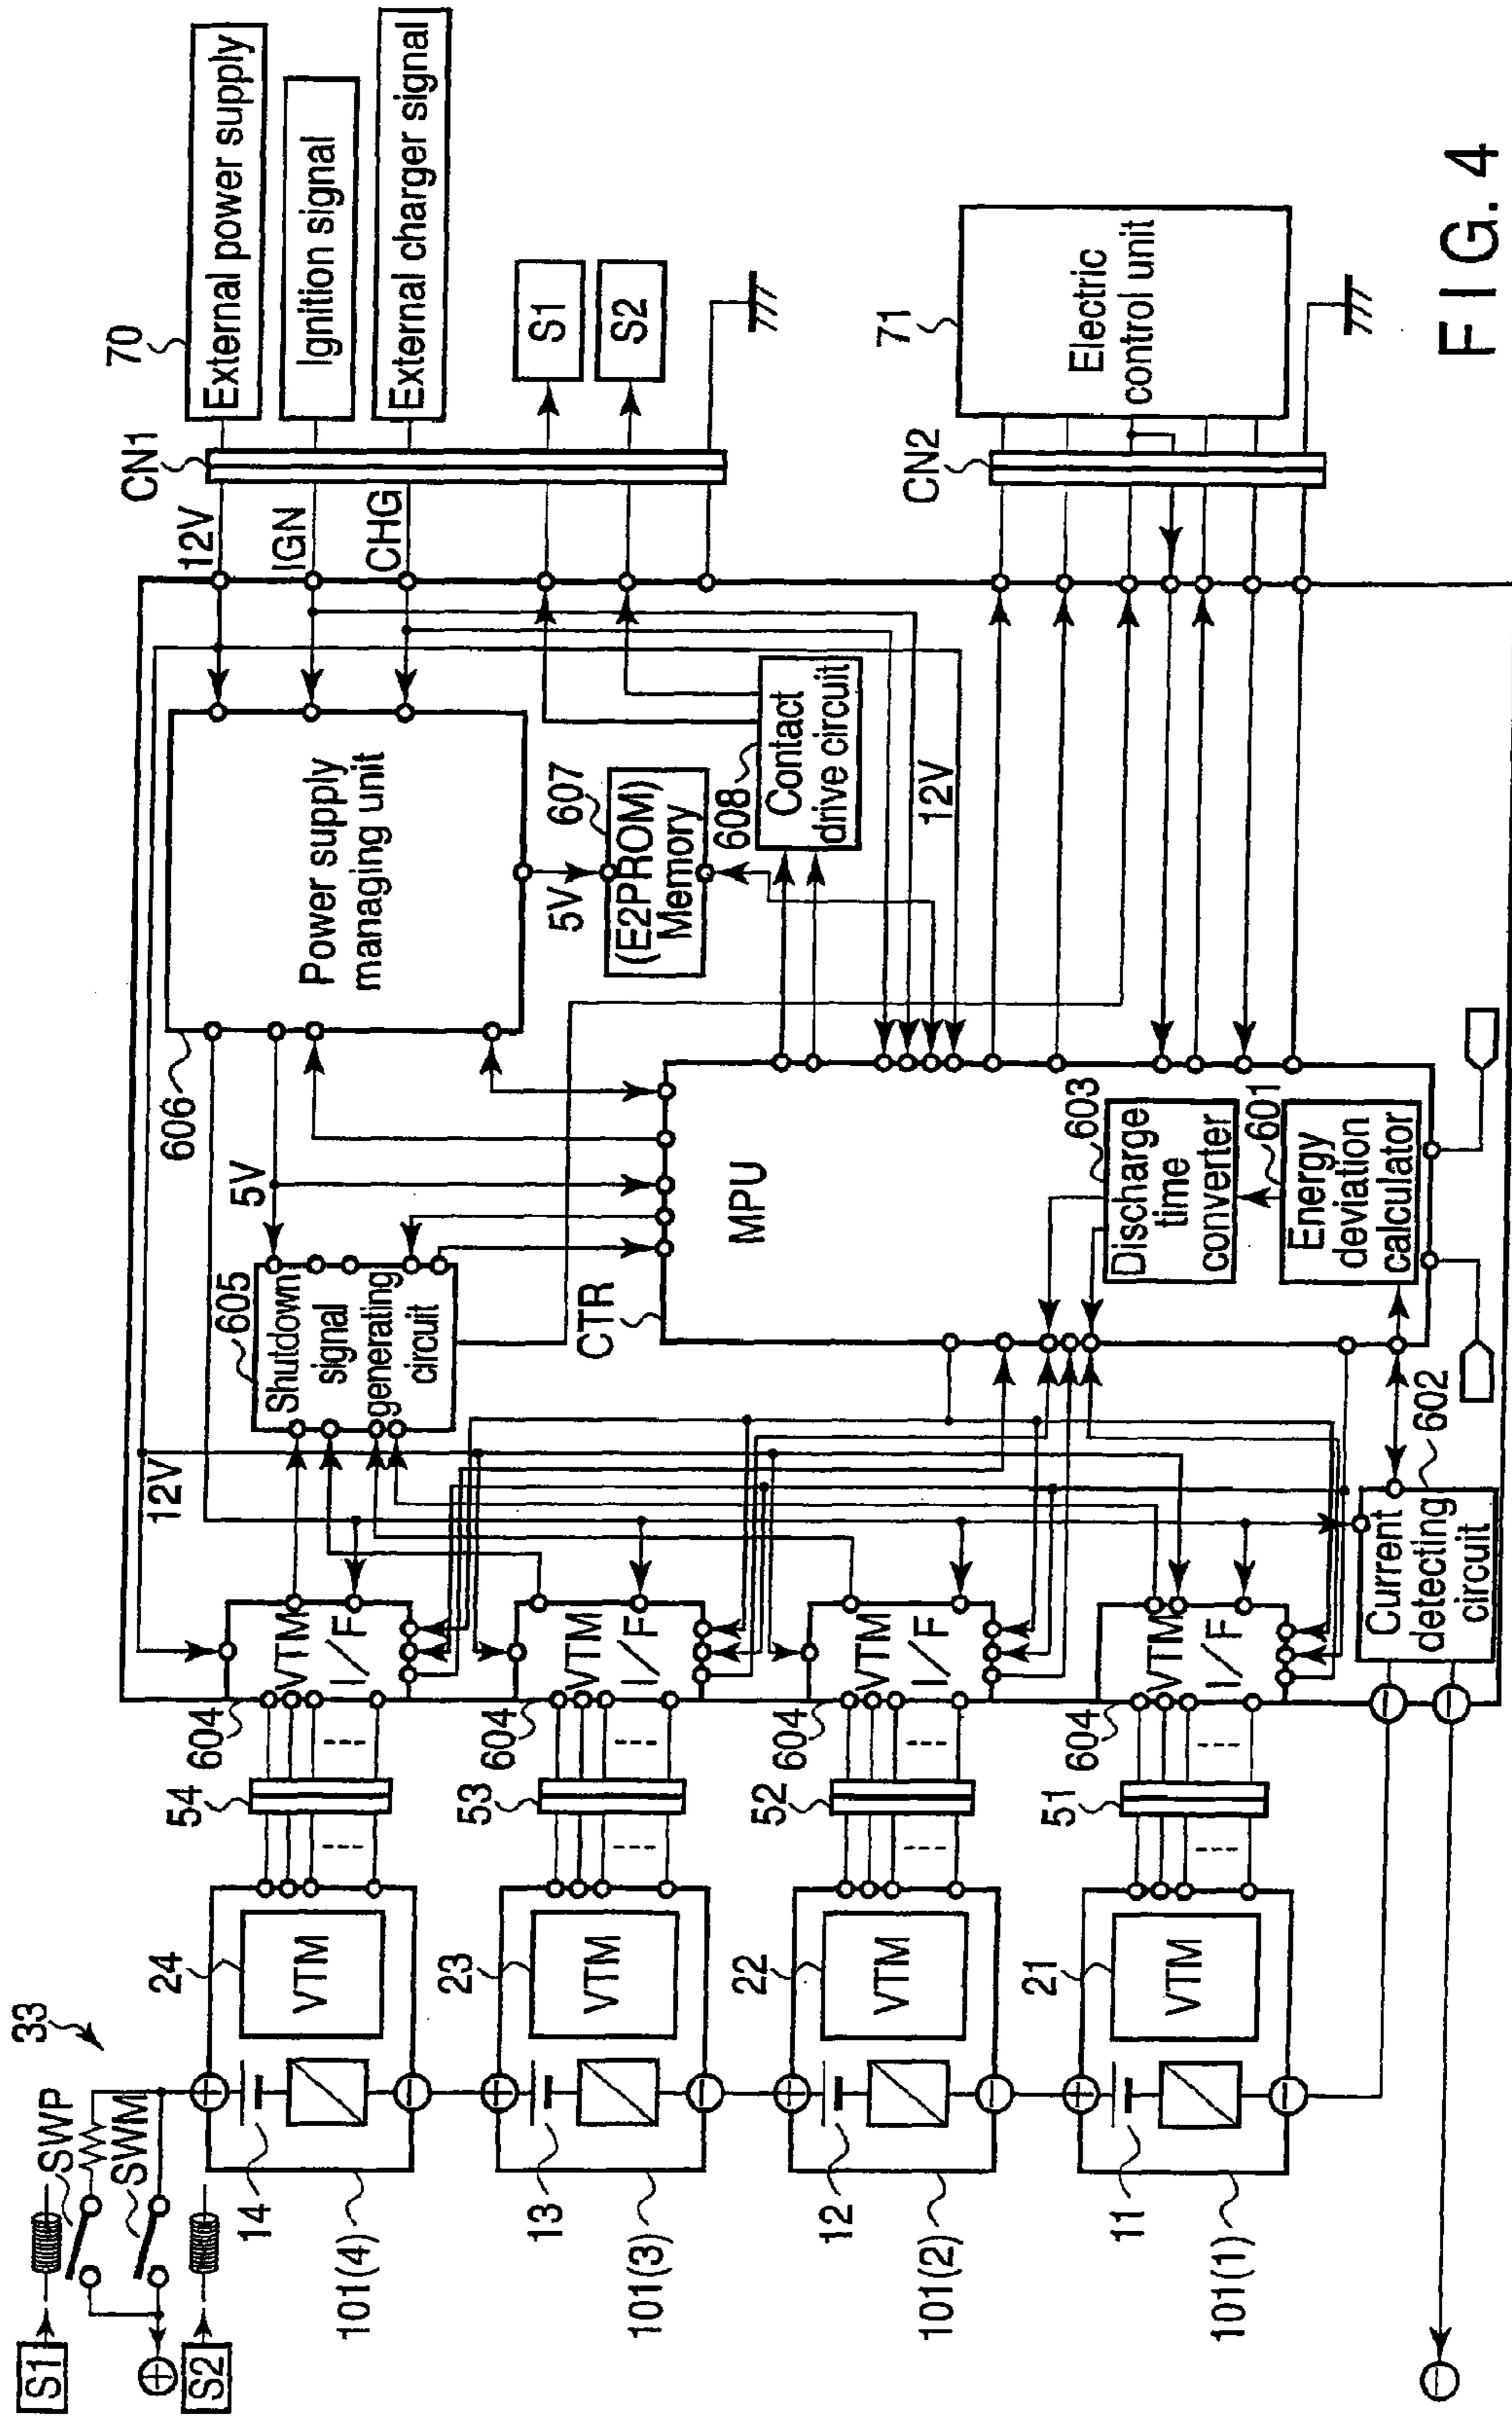 33
S1
SWP
SWM
S2
14
101(4)
24
VTM
54
604
VTM
I/F
13
101(3)
23
VTM
53
604
VTM
I/F
12
101(2)
22
VTM
52
604
VTM
I/F
11
101(1)
21
VTM
51
604
VTM
I/F
12V
605
Shutdown
signal
generating
circuit
5V
606
Power supply
managing unit
5V
607
(E2PROM)
Memory
608
Contact
drive circuit
12V
CTR
MPU
603
Discharge
time
converter
601
Energy
deviation
calculator
602
Current
detecting
circuit
12V
IGN
CHG
CN1
70
External power supply
Ignition signal
External charger signal
S1
S2
CN2
71
Electric
control unit
FIG. 4